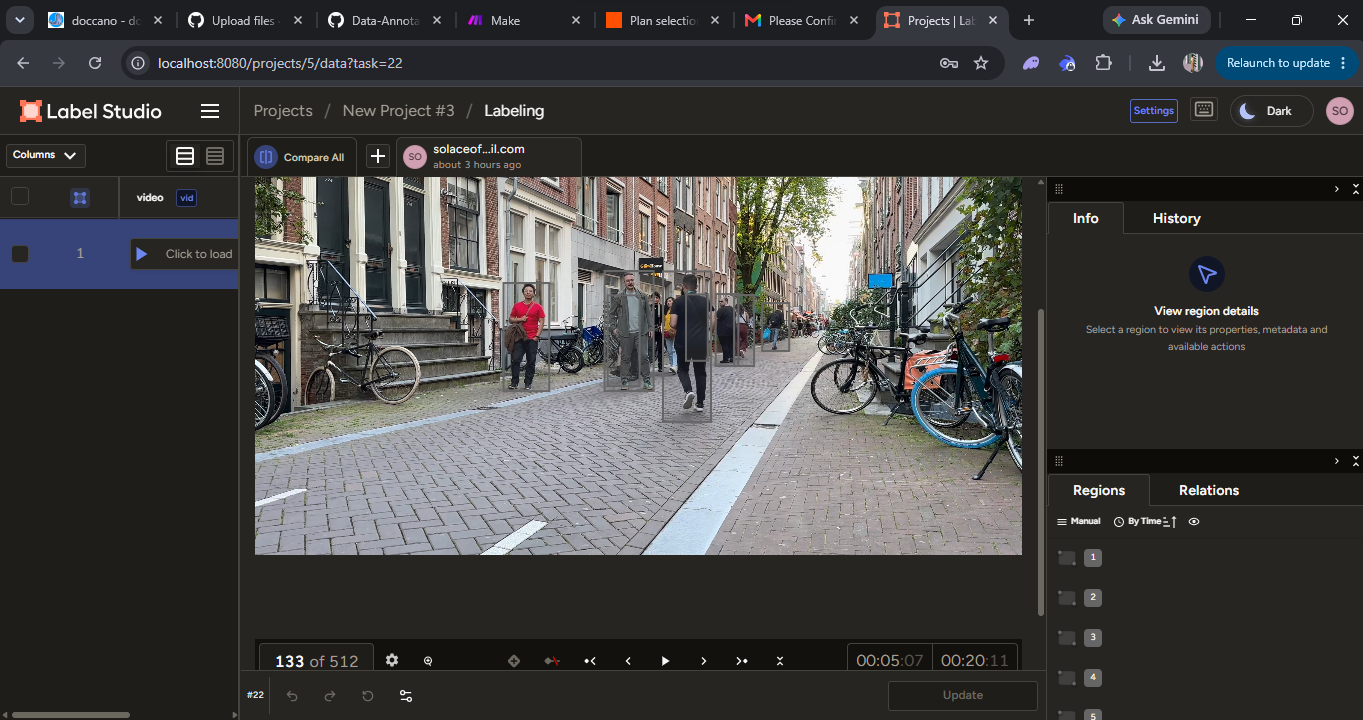 doccano - do
Upload files
Data-Annota
Make
Plan selectio
Please Confir
Projects | Lab
Ask Gemini
localhost:8080/projects/5/data?task=22
Relaunch to update
Label Studio
Projects / New Project #3 / Labeling
Settings
Dark
SO
Columns
Compare All
SO
solaceof...il.com
about 3 hours ago
video
vid
1
Click to load
Info
History
View region details
Select a region to view its properties, metadata and
available actions
Regions
Relations
Manual
By Time
1
2
3
4
5
133 of 512
00:05:07
00:20:11
#22
Update